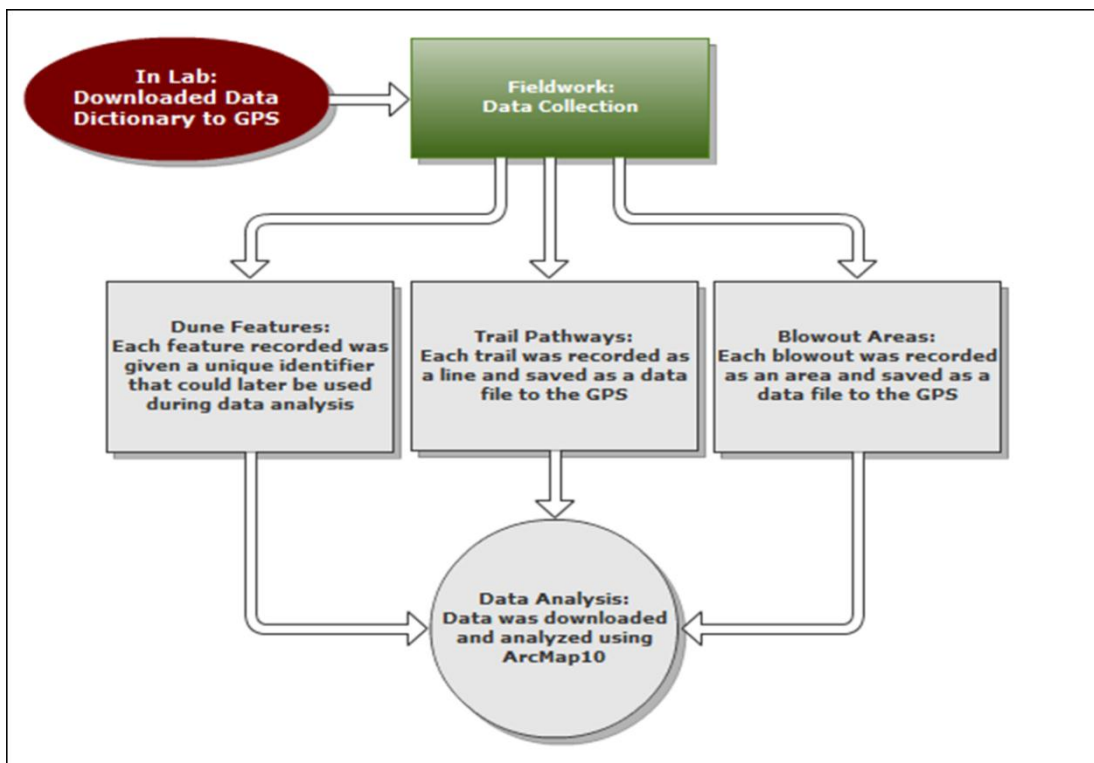 In Lab:
Downloaded Data
Dictionary to GPS
Fieldwork:
Data Collection
Dune Features:
Each feature recorded was
given a unique identifier
that could later be used
during data analysis
Trail Pathways:
Each trail was recorded as
a line and saved as a data
file to the GPS
Blowout Areas:
Each blowout was recorded
as an area and saved as a
data file to the GPS
Data Analysis:
Data was downloaded
and analyzed using
ArcMap10